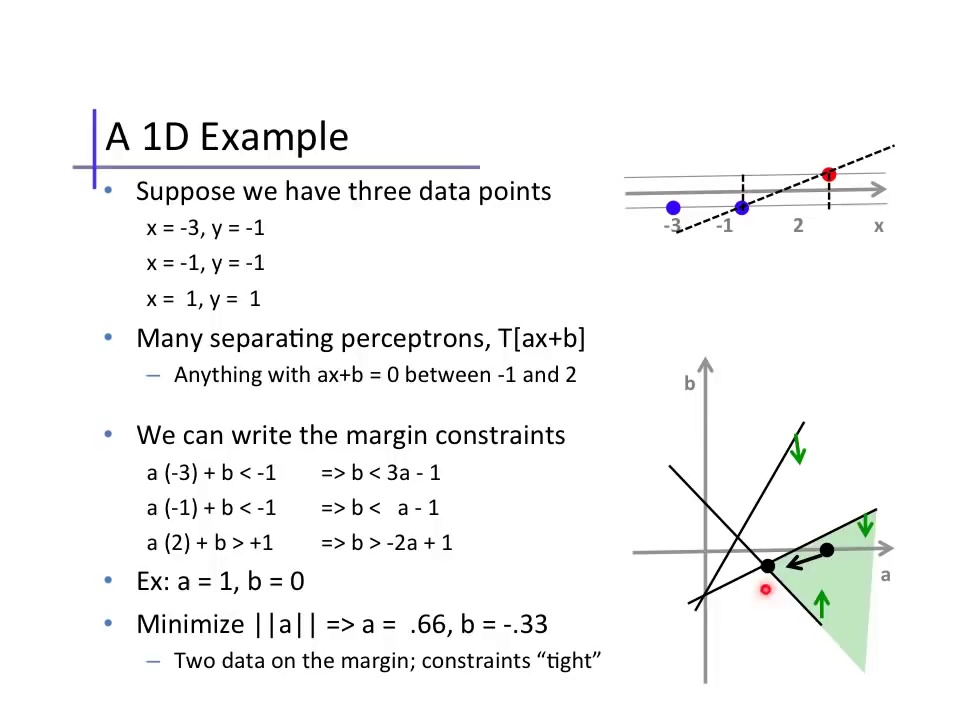 A 1D Example
• Suppose we have three data points
x = -3, y = -1
x = -1, y = -1
x = 1, y = 1
• Many separating perceptrons, T[ax+b]
– Anything with ax+b = 0 between -1 and 2
• We can write the margin constraints
a (-3) + b < -1 => b < 3a - 1
a (-1) + b < -1 => b < a - 1
a (2) + b > +1 => b > -2a + 1
• Ex: a = 1, b = 0
• Minimize ||a|| => a = .66, b = -.33
– Two data on the margin; constraints “tight”
-3 -1 2 x
b
a